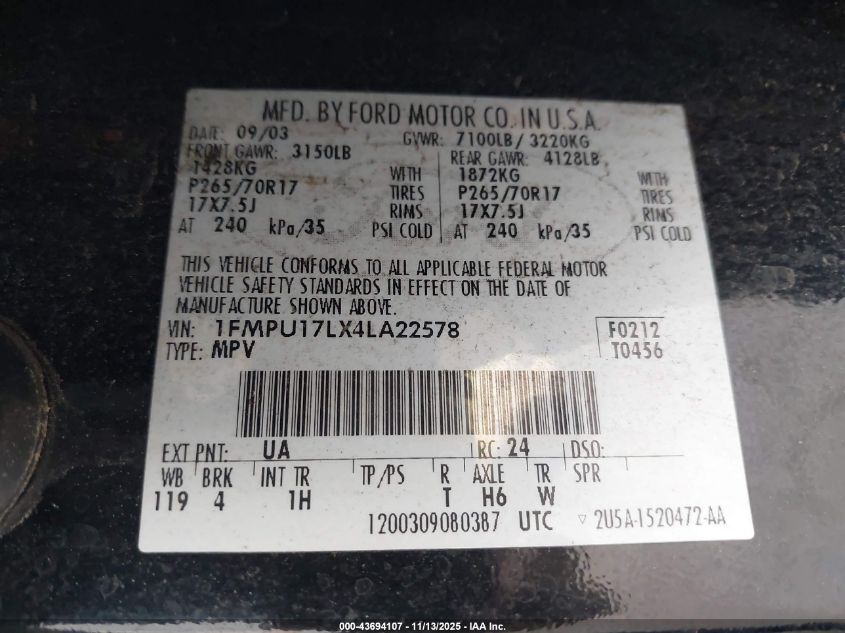 MFD. BY FORD MOTOR CO. IN U.S.A.
DATE: 09/03 GVWR: 7100LB/ 3220KG
FRONT GAWR: 3150LB REAR GAWR: 4128LB
1428KG WITH 1872KG WITH
P265/70R17 TIRES P265/70R17 TIRES
17X7.5J RIMS 17X7.5J RIMS
AT 240 kPa/35 PSI COLD AT 240 kPa/35 PSI COLD
THIS VEHICLE CONFORMS TO ALL APPLICABLE FEDERAL MOTOR
VEHICLE SAFETY STANDARDS IN EFFECT ON THE DATE OF
MANUFACTURE SHOWN ABOVE.
VIN: 1FMPU17LX4LA22578 F0212
TYPE: MPV T0456
EXT PNT: UA RC: 24 DSO:
WB BRK INT TR TP/PS R AXLE TR SPR
119 4 1H T H6 W
1200309080387 UTC ▽ 2U5A-1520472-AA
000-43694107 - 11/13/2025 - IAA Inc.